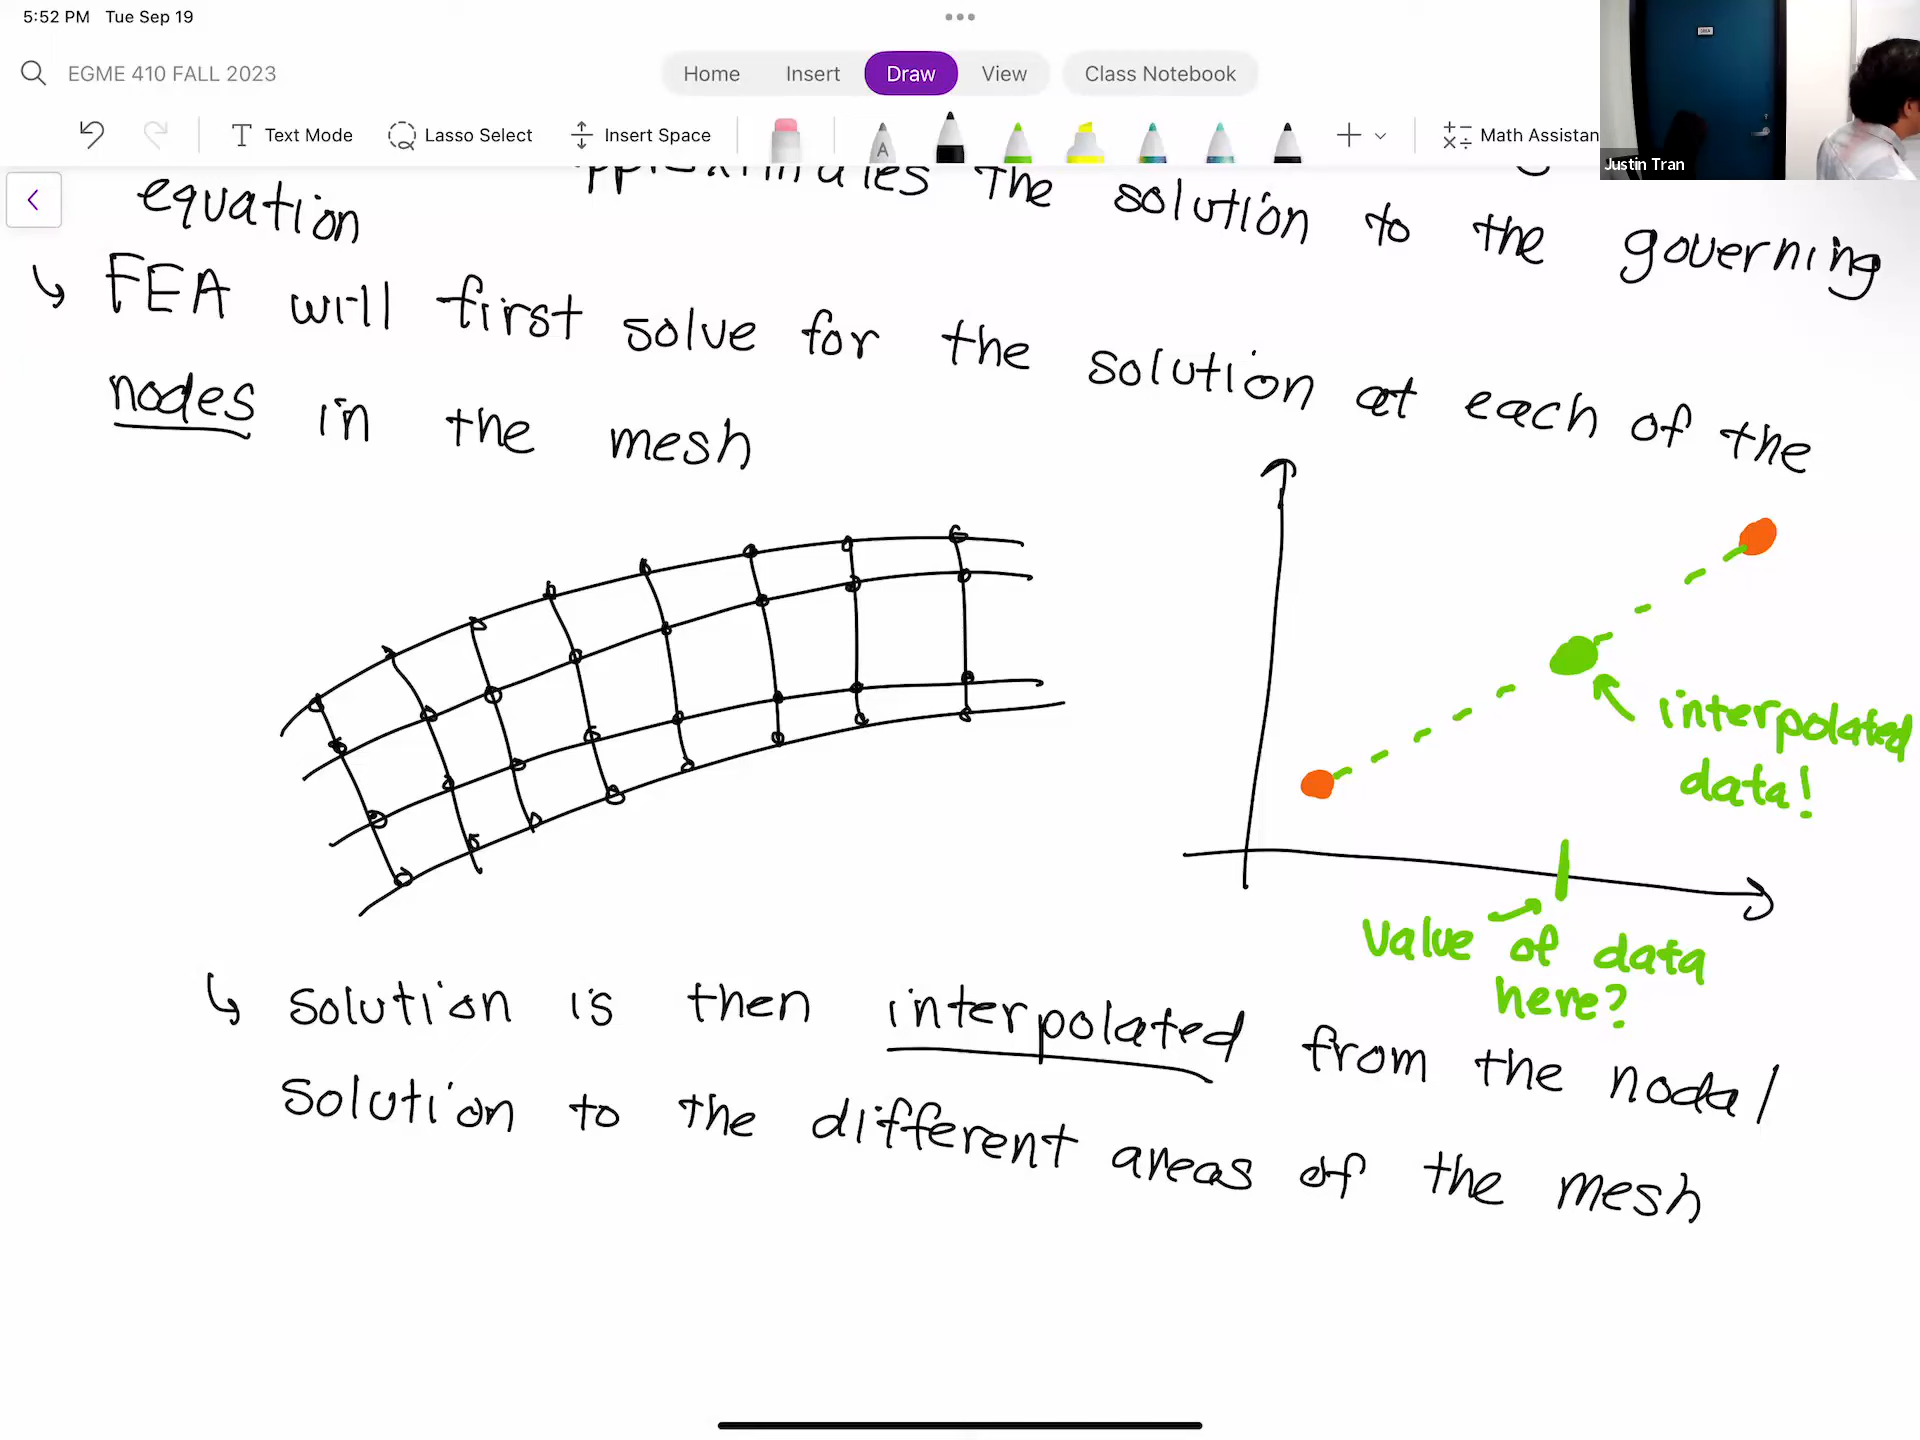 5:52 PM Tue Sep 19
EGME 410 FALL 2023
Home Insert Draw View Class Notebook
Text Mode Lasso Select Insert Space A Math Assistan
Justin Tran
the solution to the governing
equation
↳ FEA will first solve for the solution at each of the
nodes in the mesh
interpolated
data!
value of data
here?
↳ solution is then interpolated from the nodal
solution to the different areas of the mesh